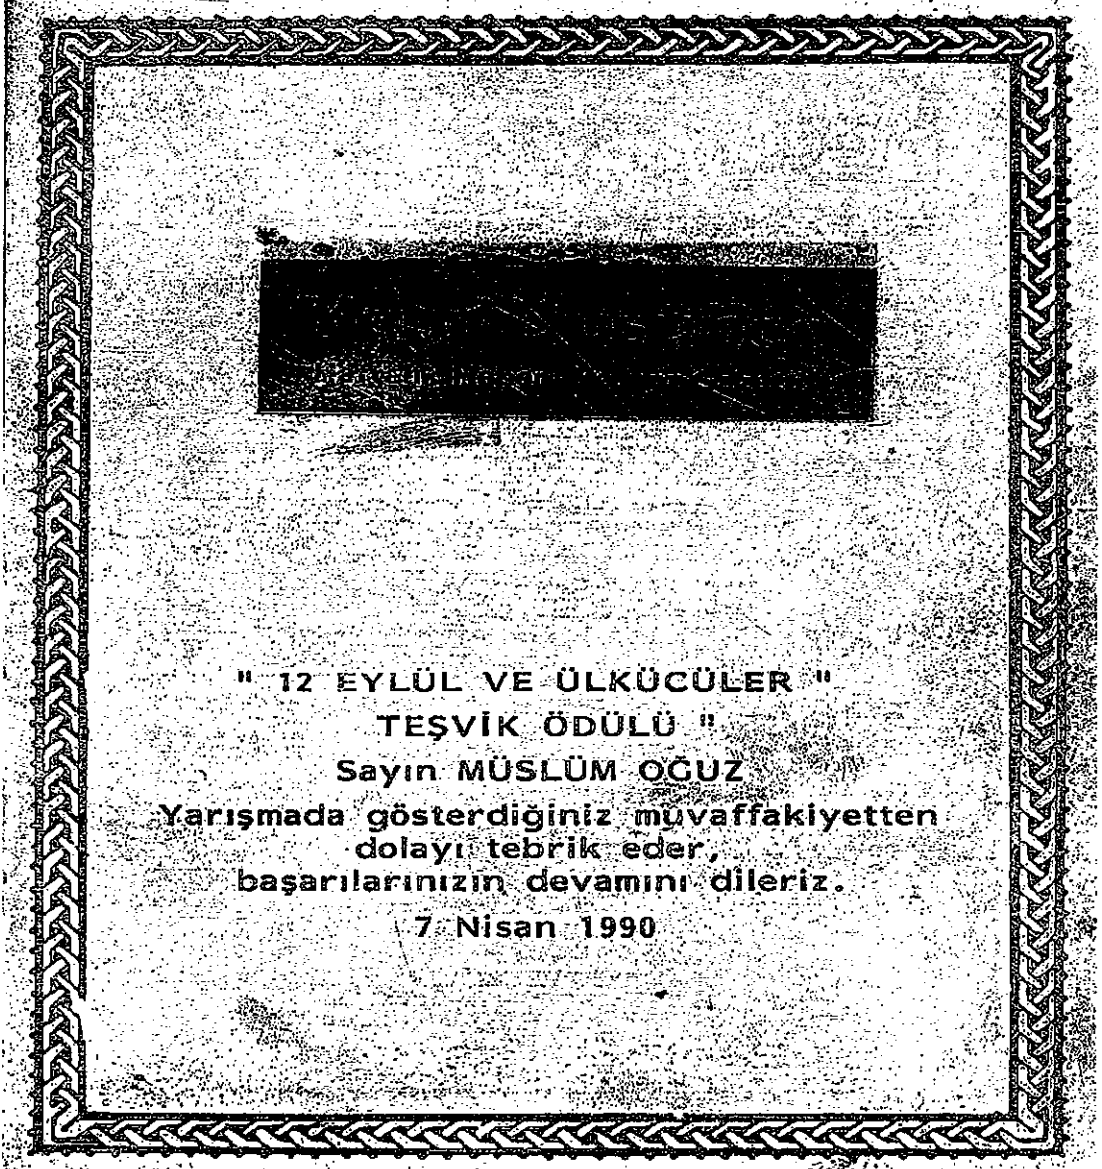 " 12 EYLÜL VE ÜLKÜCÜLER "
TEŞVİK ÖDÜLÜ "
Sayın MÜSLÜM OĞUZ
Yarışmada gösterdiğiniz muvaffakiyetten
dolayı tebrik eder,
başarılarınızın devamını dileriz.
7 Nisan 1990